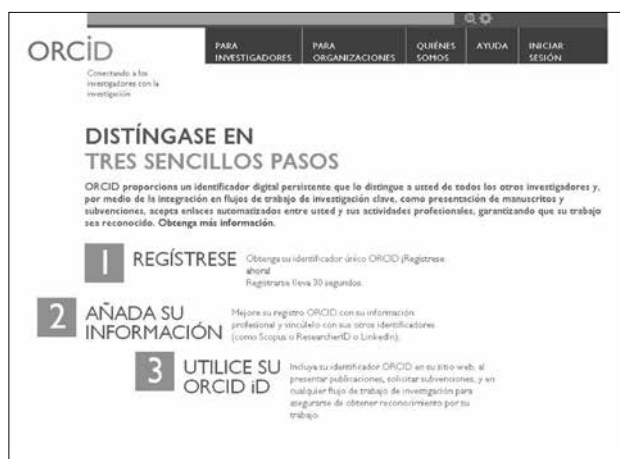 ORCID
Conectando a los
investigadores con la
investigación
PARA
INVESTIGADORES
PARA
ORGANIZACIONES
QUIÉNES
SOMOS
AYUDA
INICIAR
SESIÓN
DISTÍNGASE EN
TRES SENCILLOS PASOS
ORCID proporciona un identificador digital persistente que lo distingue a usted de todos los otros investigadores y,
por medio de la integración en flujos de trabajo de investigación clave, como presentación de manuscritos y
subvenciones, acepta enlaces automatizados entre usted y sus actividades profesionales, garantizando que su trabajo
sea reconocido. Obtenga más información.
1 REGÍSTRESE
Obtenga su identificador único ORCID ¡Regístrese
ahora!
Registrarse lleva 30 segundos.
2 AÑADA SU
INFORMACIÓN
Mejore su registro ORCID con su información
profesional y vincúlelo con sus otros identificadores
(como Scopus o ResearcherID o LinkedIn).
3 UTILICE SU
ORCID iD
Incluya su identificador ORCID en su sitio web, al
presentar publicaciones, solicitar subvenciones, y en
cualquier flujo de trabajo de investigación para
asegurarse de obtener reconocimiento por su
trabajo